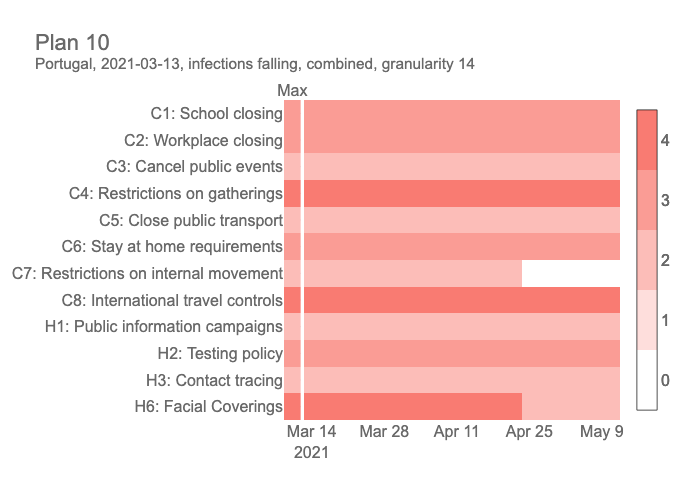 Plan 10
Portugal, 2021-03-13, infections falling, combined, granularity 14
Max
C1: School closing
C2: Workplace closing
C3: Cancel public events
C4: Restrictions on gatherings
C5: Close public transport
C6: Stay at home requirements
C7: Restrictions on internal movement
C8: International travel controls
H1: Public information campaigns
H2: Testing policy
H3: Contact tracing
H6: Facial Coverings
Mar 14 Mar 28 Apr 11 Apr 25 May 9
2021
4
3
2
1
0